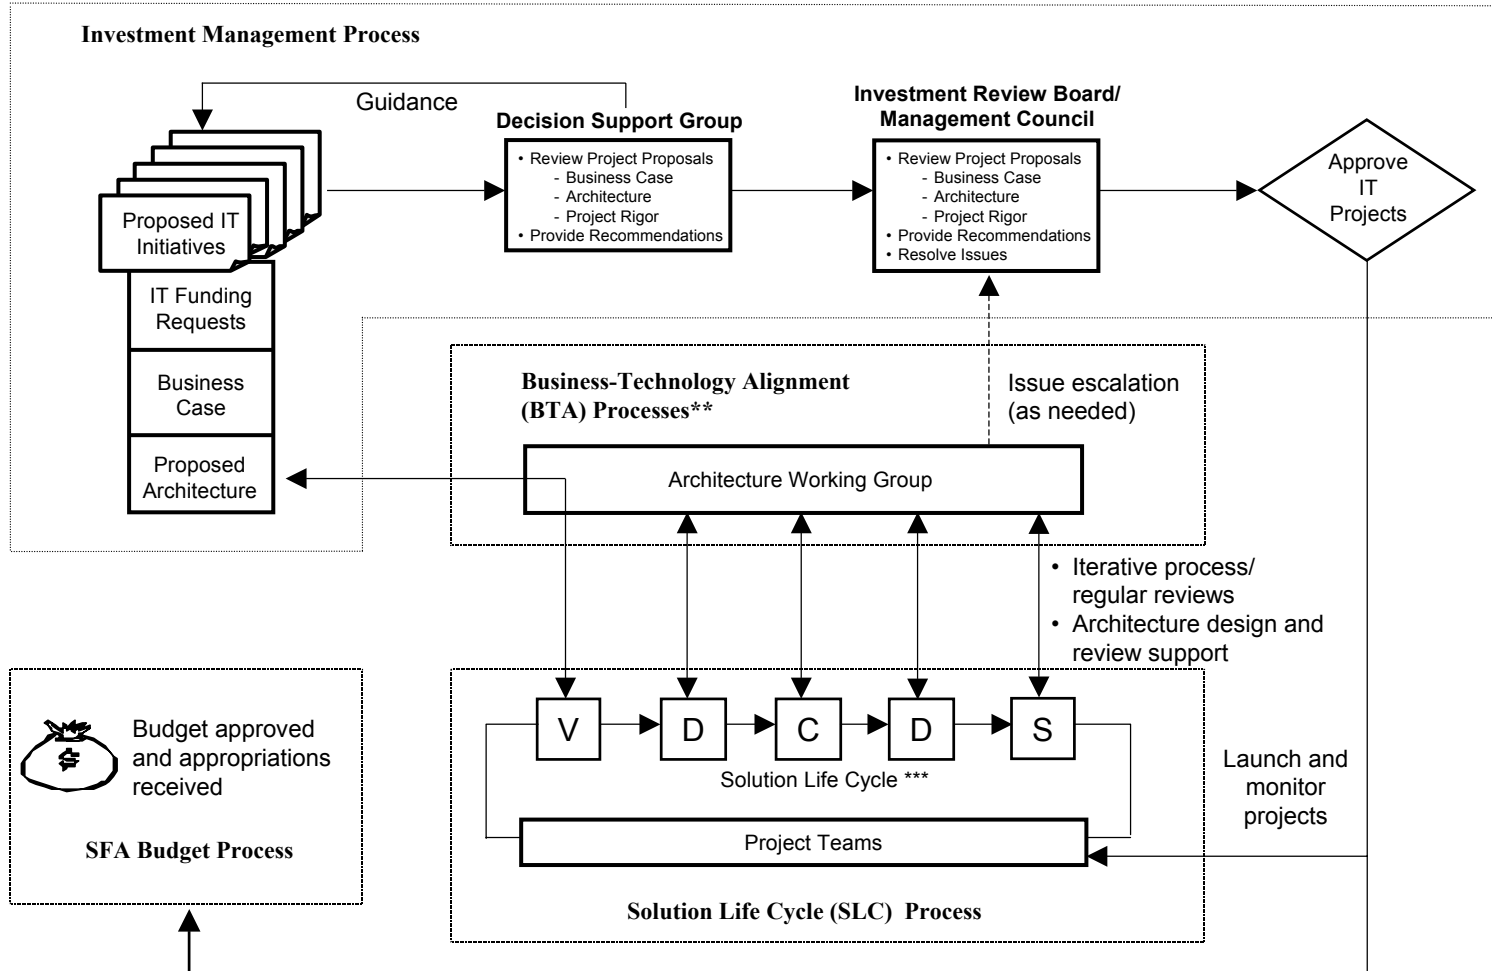 Investment Management Process
Guidance
Decision Support Group
• Review Project Proposals
- Business Case
- Architecture
- Project Rigor
• Provide Recommendations
Investment Review Board/
Management Council
• Review Project Proposals
- Business Case
- Architecture
- Project Rigor
• Provide Recommendations
• Resolve Issues
Approve
IT
Projects
Proposed IT
Initiatives
IT Funding
Requests
Business
Case
Proposed
Architecture
Business-Technology Alignment
(BTA) Processes**
Issue escalation
(as needed)
Architecture Working Group
• Iterative process/
regular reviews
• Architecture design and
review support
V D C D S
Solution Life Cycle ***
Project Teams
Solution Life Cycle (SLC) Process
Launch and
monitor
projects
$
Budget approved
and appropriations
received
SFA Budget Process